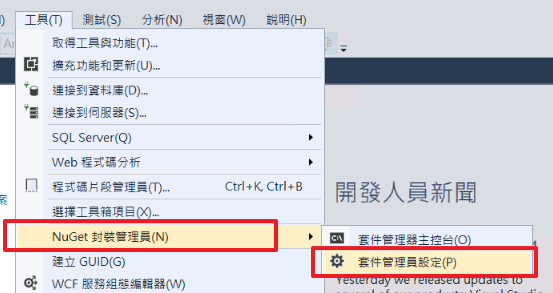 工具(T) 測試(S) 分析(N) 視窗(W) 說明(H)
取得工具與功能(T)...
擴充功能和更新(U)...
連接到資料庫(D)...
連接到伺服器(S)...
SQL Server(Q)
Web 程式碼分析
程式碼片段管理員(T)... Ctrl+K, Ctrl+B
選擇工具箱項目(X)...
NuGet 封裝管理員(N)
建立 GUID(G)
WCF 服務組態編輯器(W)
案
開發人員新聞
套件管理器主控台(O)
套件管理員設定(P)
Yesterday we released updates to